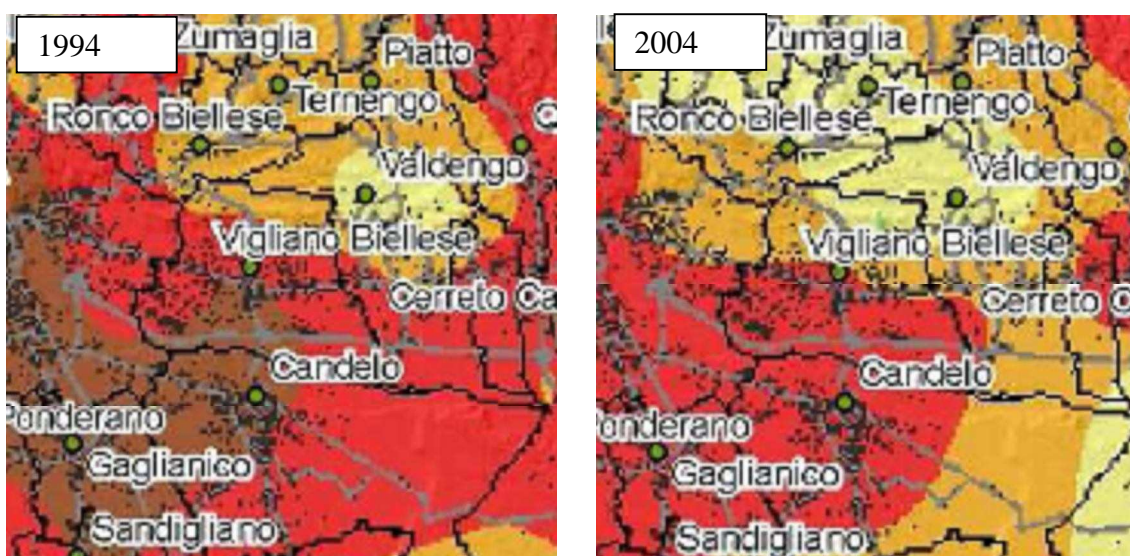 1994
Zumaglia
Piatto
Ternengo
Ronco Biellese
Valdengo
Vigliano Biellese
Cerreto Ca
Candelo
Ponderano
Gaglianico
Sandigliano
2004
Zumaglia
Piatto
Ternengo
Ronco Biellese
Valdengo
Vigliano Biellese
Cerreto C
Candelo
onderano
Gaglianico
Sandigliano